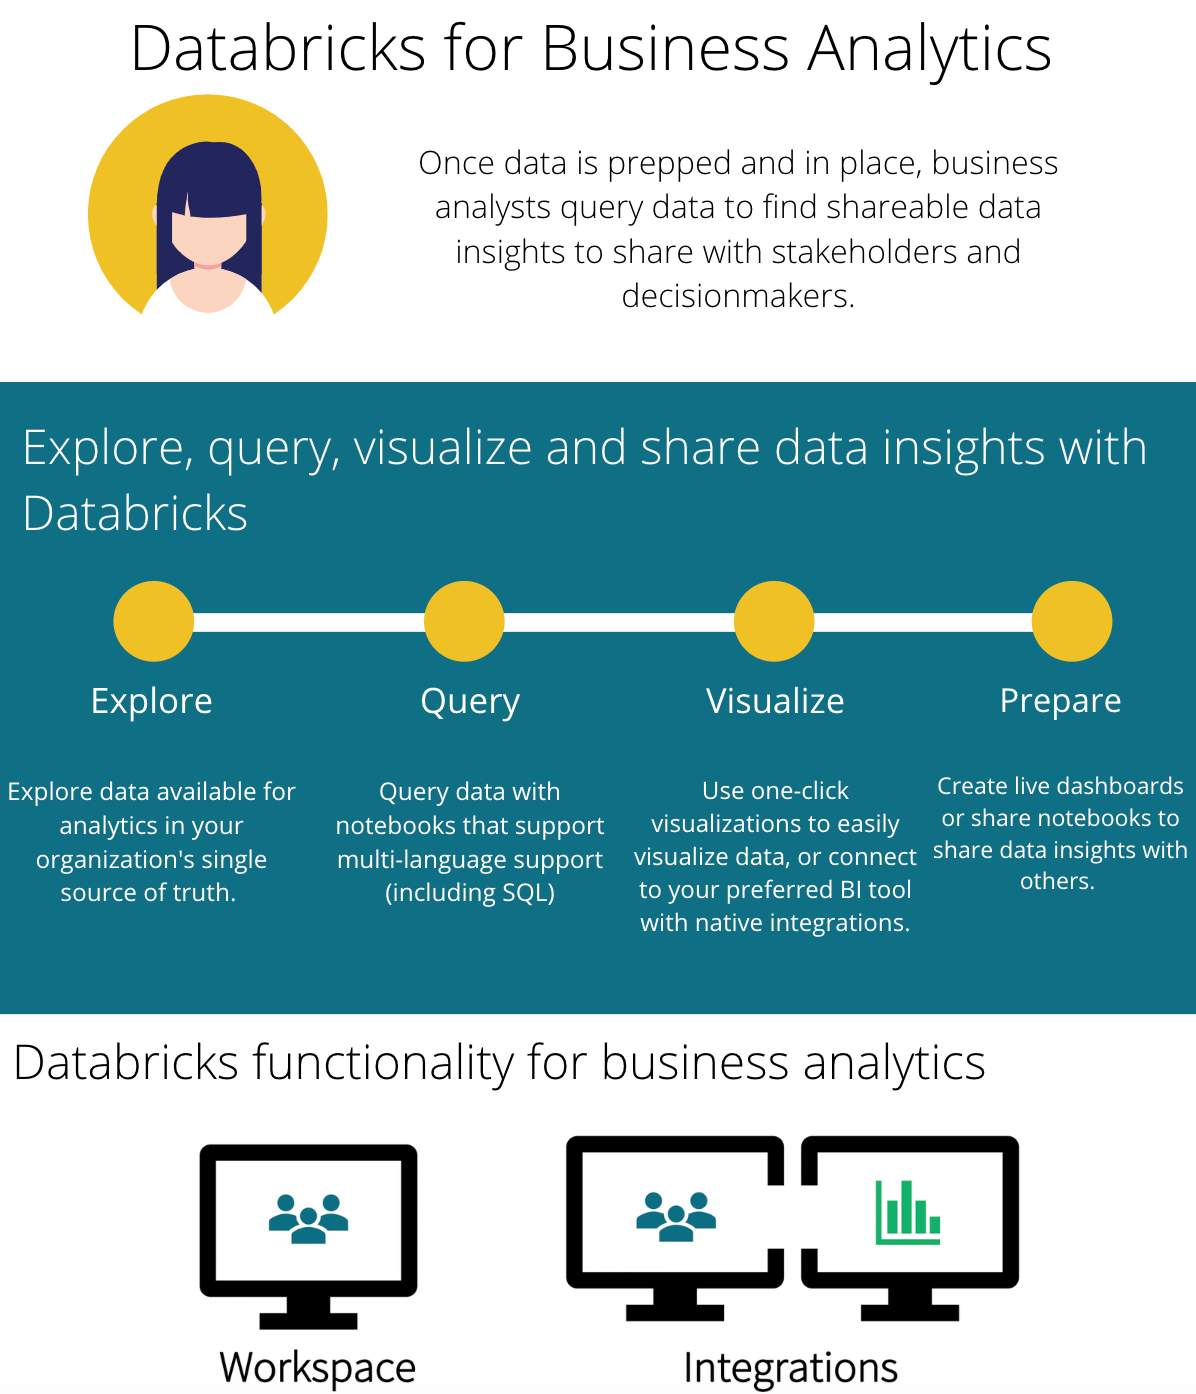 Databricks for Business Analytics
Once data is prepped and in place, business
analysts query data to find shareable data
insights to share with stakeholders and
decisionmakers.
Explore, query, visualize and share data insights with
Databricks
Explore
Explore data available for
analytics in your
organization's single
source of truth.
Query
Query data with
notebooks that support
multi-language support
(including SQL)
Visualize
Use one-click
visualizations to easily
visualize data, or connect
to your preferred BI tool
with native integrations.
Prepare
Create live dashboards
or share notebooks to
share data insights with
others.
Databricks functionality for business analytics
Workspace
Integrations